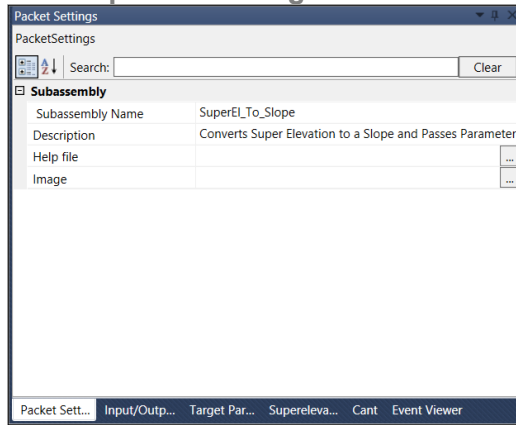 Packet Settings
PacketSettings
Search: Clear
Subassembly
Subassembly Name SuperEl_To_Slope
Description Converts Super Elevation to a Slope and Passes Parameter
Help file ...
Image ...
Packet Sett... Input/Outp... Target Par... Supereleva... Cant Event Viewer